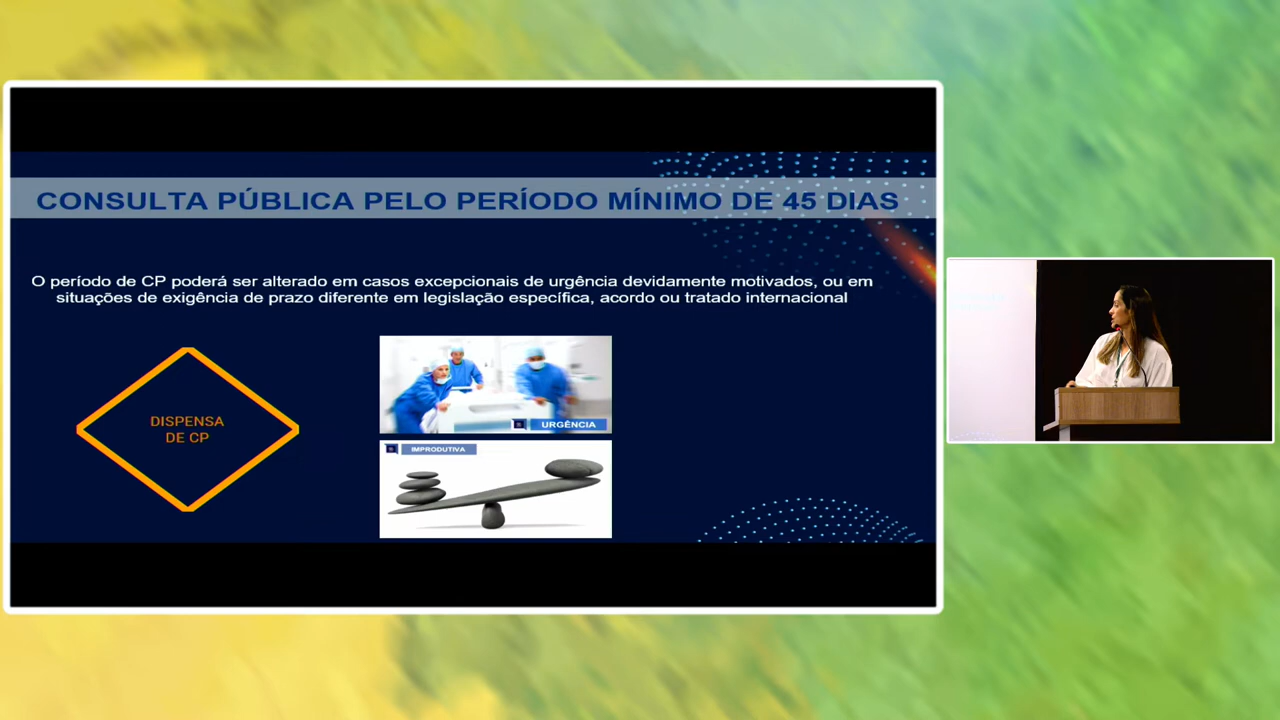 CONSULTA PÚBLICA PELO PERÍODO MÍNIMO DE 45 DIAS
O período de CP poderá ser alterado em casos excepcionais de urgência devidamente motivados, ou em
situações de exigência de prazo diferente em legislação específica, acordo ou tratado internacional
DISPENSA
DE CP
URGÊNCIA
IMPRODUTIVA